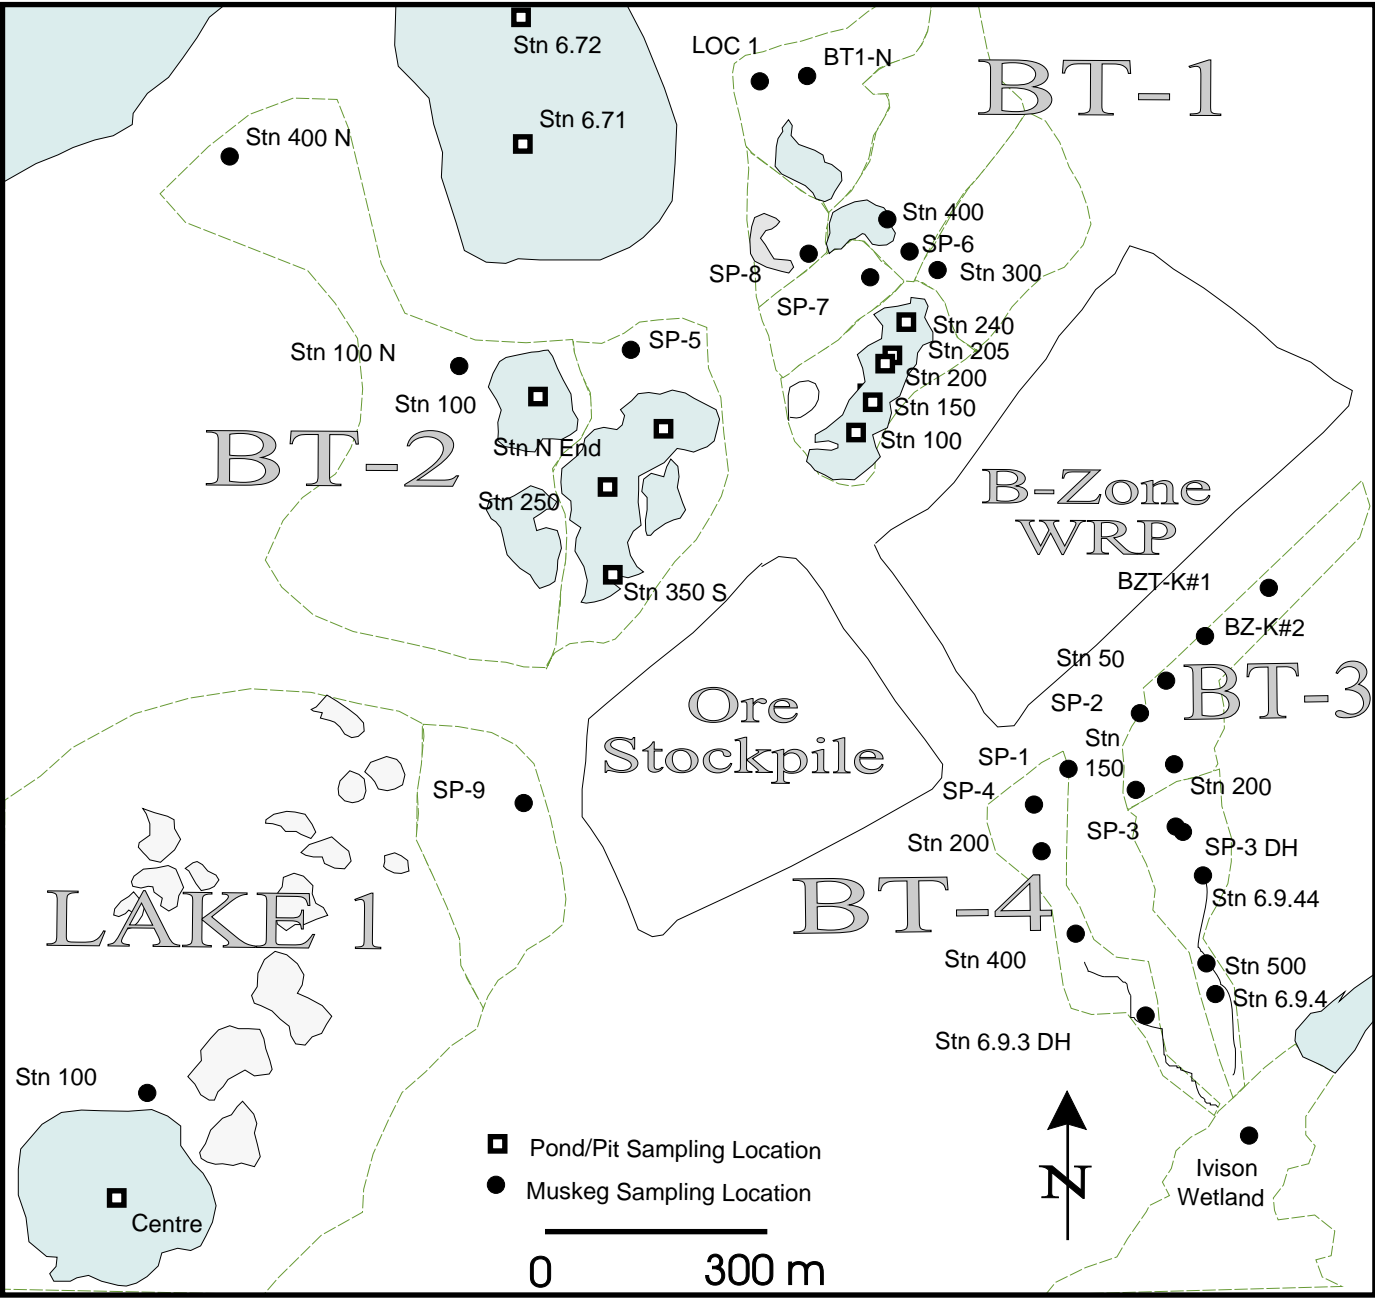 Stn 6.72
LOC 1
BT1-N
BT-1
Stn 6.71
Stn 400 N
Stn 400
SP-6
SP-8
Stn 300
SP-7
Stn 240
Stn 205
Stn 200
Stn 150
Stn 100
SP-5
Stn 100 N
Stn 100
BT-2
Stn N End
Stn 250
Stn 350 S
B-Zone
WRP
BZT-K#1
BZ-K#2
Stn 50
BT-3
SP-2
Ore
Stockpile
Stn
150
SP-1
SP-4
Stn 200
SP-9
SP-3
Stn 200
SP-3 DH
BT-4
Stn 6.9.44
LAKE 1
Stn 400
Stn 500
Stn 6.9.4
Stn 6.9.3 DH
Stn 100
Centre
Pond/Pit Sampling Location
Muskeg Sampling Location
N
Ivison
Wetland
0
300 m